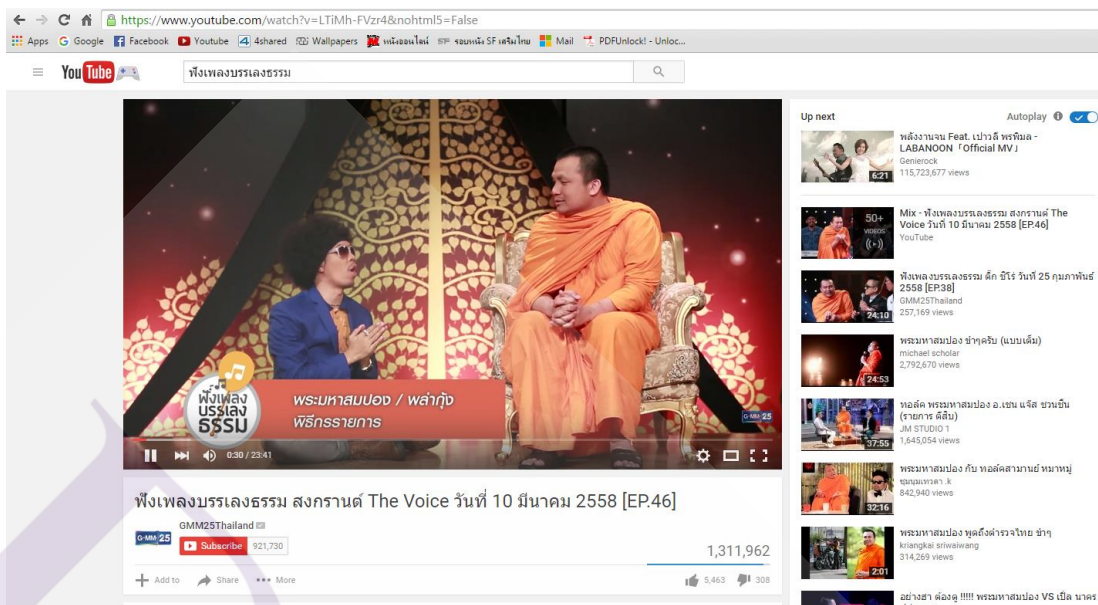 https://www.youtube.com/watch?v=LTiMh-FVzr4&nohtml5=False
Apps Google Facebook Youtube 4shared Wallpapers หนังออนไลน์ รอบหนัง SF เสริมไทย Mail PDFUnlock! - Unloc...
YouTube
ฟังเพลงบรรเลงธรรม
ฟังเพลง
บรรเลง
ธรรม
พระมหาสมปอง / พล่ากุ้ง
พิธีกรรายการ
G-MM 25
0:30 / 23:41
ฟังเพลงบรรเลงธรรม สงกรานต์ The Voice วันที่ 10 มีนาคม 2558 [EP.46]
G-MM 25
GMM25Thailand
Subscribe 921,730
1,311,962
Add to Share More
5,463 308
Up next Autoplay
พลังงานจน Feat. เปาวลี พรพิมล -
LABANOON「Official MV」
Genierock
115,723,677 views
6:21
Mix - ฟังเพลงบรรเลงธรรม สงกรานต์ The
Voice วันที่ 10 มีนาคม 2558 [EP.46]
YouTube
50+
VIDEOS
ฟังเพลงบรรเลงธรรม ติ๊ก ชิโร่ วันที่ 25 กุมภาพันธ์
2558 [EP.38]
GMM25Thailand
257,169 views
24:10
พระมหาสมปอง ขำๆครับ (แบบเต็ม)
michael scholar
2,792,670 views
24:53
ทอล์ค พระมหาสมปอง อ.เชน แจ๊ส ชวนชื่น
(รายการ ตีสิบ)
JM STUDIO 1
1,645,054 views
37:55
พระมหาสมปอง กับ ทอล์คสามานย์ หมาหมู่
ชุมนุมเทวดา .k
842,940 views
32:16
พระมหาสมปอง พูดถึงตำรวจไทย ขำๆ
kriangkai sriwaiwang
314,269 views
2:01
อย่างฮา ต้องดู !!!!! พระมหาสมปอง VS เปิ้ล นาคร